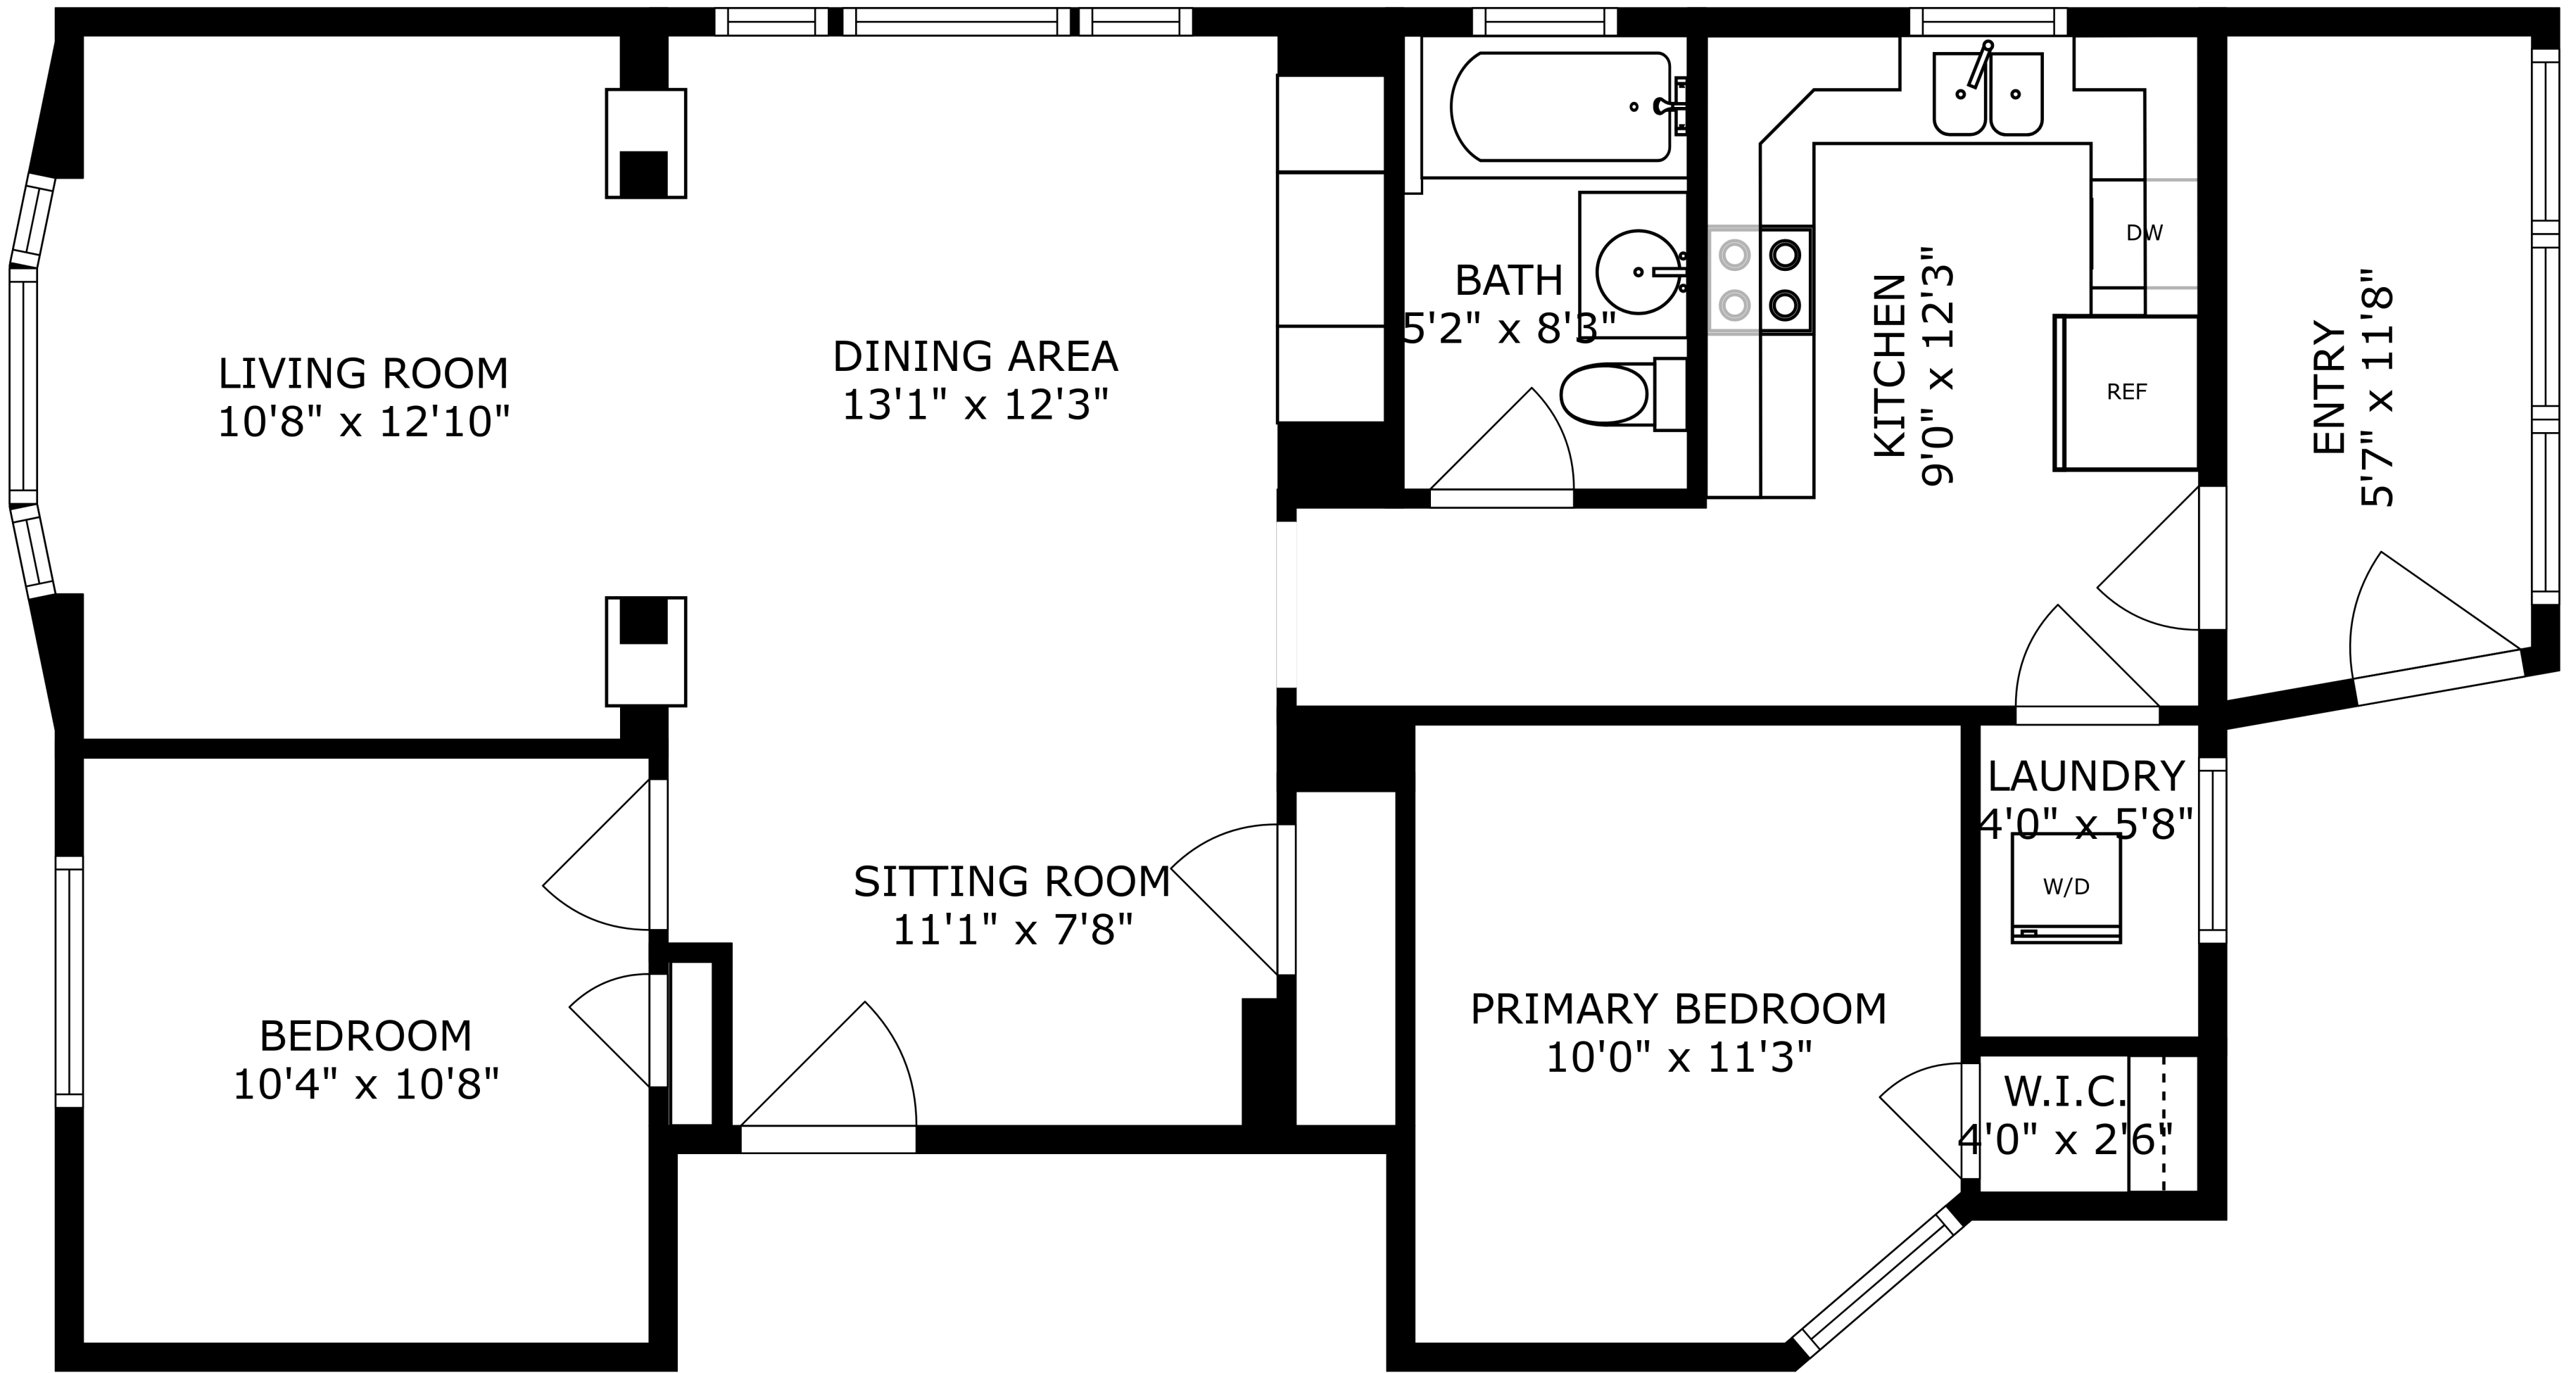 LIVING ROOM
10'8" x 12'10"
DINING AREA
13'1" x 12'3"
BATH
5'2" x 8'3"
KITCHEN
9'0" x 12'3"
DW
REF
ENTRY
5'7" x 11'8"
BEDROOM
10'4" x 10'8"
SITTING ROOM
11'1" x 7'8"
PRIMARY BEDROOM
10'0" x 11'3"
LAUNDRY
4'0" x 5'8"
W/D
W.I.C.
4'0" x 2'6"